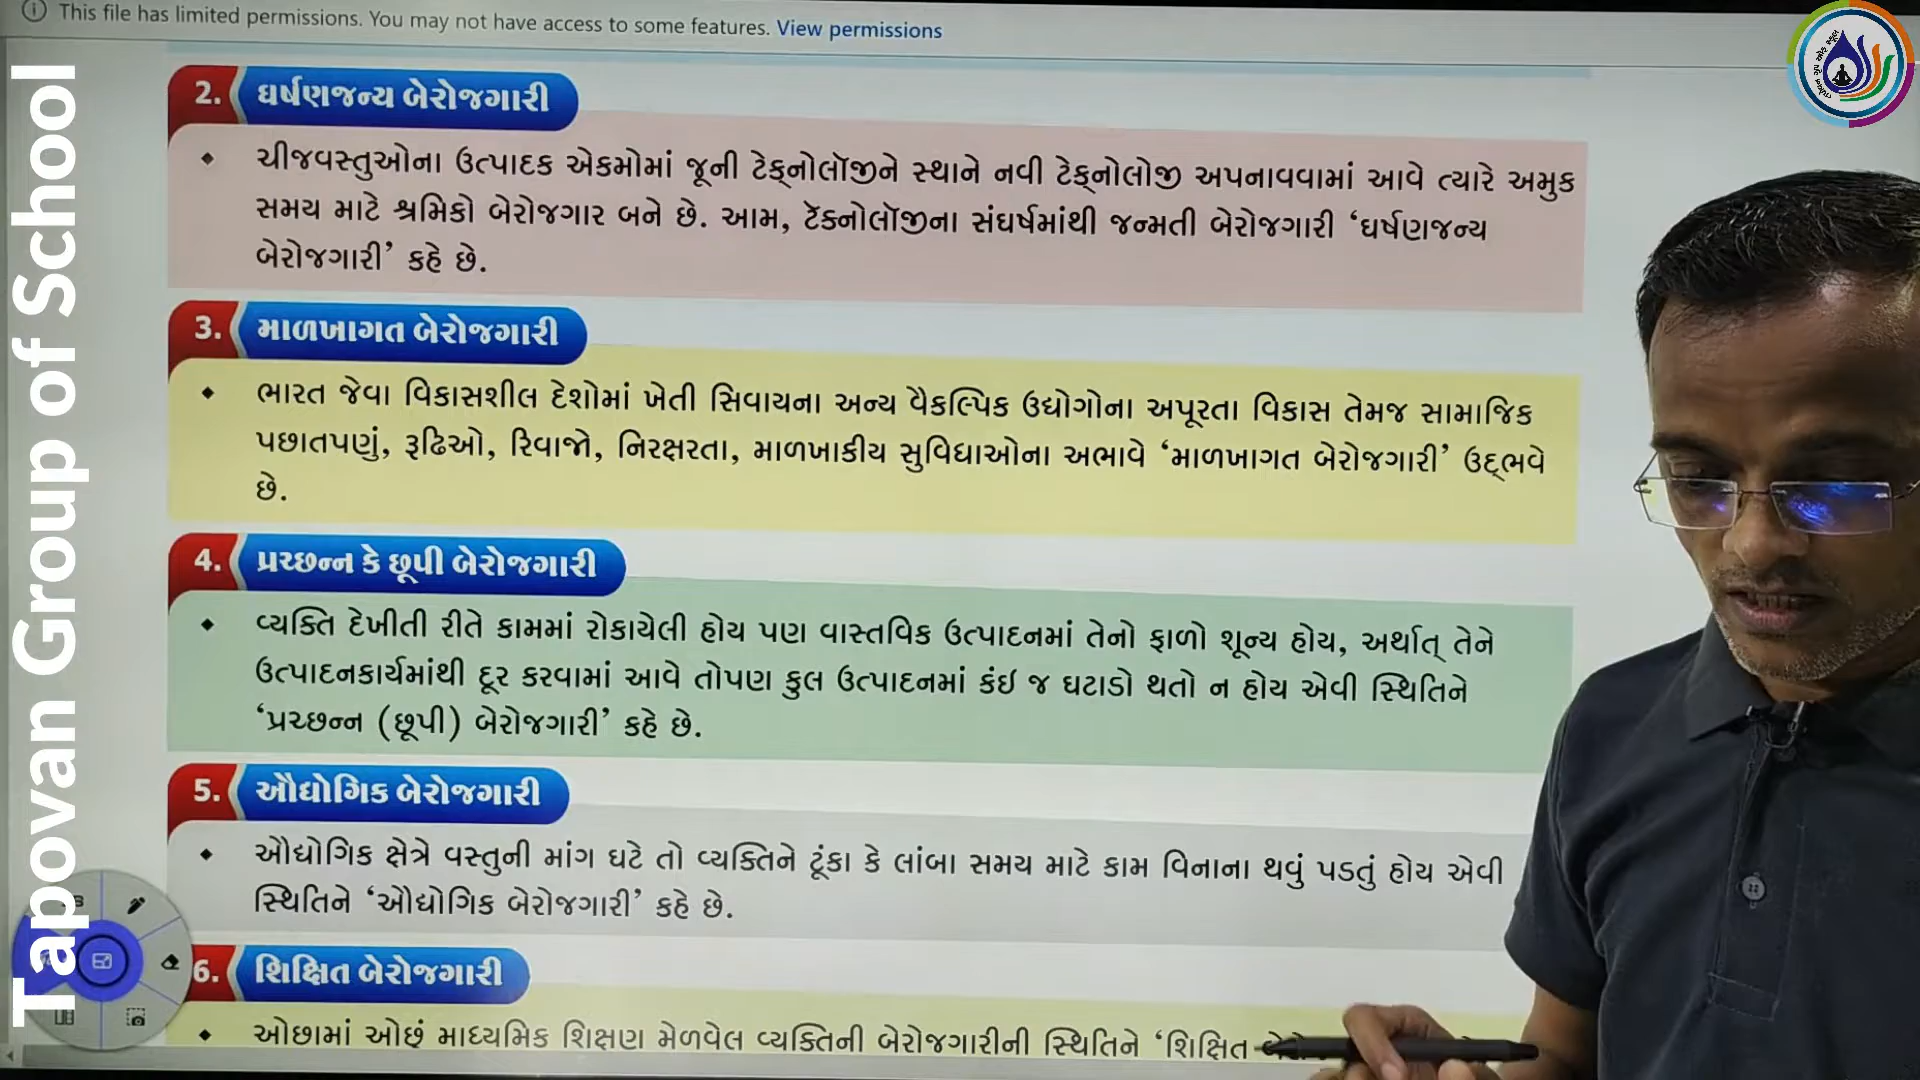 This file has limited permissions. You may not have access to some features. View permissions
Tapovan Group of School
2. ઘર્ષણજન્ય બેરોજગારી
ચીજવસ્તુઓના ઉત્પાદક એકમોમાં જૂની ટેક્નોલૉજીને સ્થાને નવી ટેક્નોલોજી અપનાવવામાં આવે ત્યારે અમુક
સમય માટે શ્રમિકો બેરોજગાર બને છે. આમ, ટૅક્નોલૉજીના સંઘર્ષમાંથી જન્મતી બેરોજગારી ‘ઘર્ષણજન્ય
બેરોજગારી’ કહે છે.
3. માળખાગત બેરોજગારી
ભારત જેવા વિકાસશીલ દેશોમાં ખેતી સિવાયના અન્ય વૈકલ્પિક ઉદ્યોગોના અપૂરતા વિકાસ તેમજ સામાજિક
પછાતપણું, રૂઢિઓ, રિવાજો, નિરક્ષરતા, માળખાકીય સુવિધાઓના અભાવે ‘માળખાગત બેરોજગારી’ ઉદ્ભવે
છે.
4. પ્રચ્છન્ન કે છૂપી બેરોજગારી
વ્યક્તિ દેખીતી રીતે કામમાં રોકાયેલી હોય પણ વાસ્તવિક ઉત્પાદનમાં તેનો ફાળો શૂન્ય હોય, અર્થાત્ તેને
ઉત્પાદનકાર્યમાંથી દૂર કરવામાં આવે તોપણ કુલ ઉત્પાદનમાં કંઇ જ ઘટાડો થતો ન હોય એવી સ્થિતિને
‘પ્રચ્છન્ન (છૂપી) બેરોજગારી’ કહે છે.
5. ઔદ્યોગિક બેરોજગારી
ઔદ્યોગિક ક્ષેત્રે વસ્તુની માંગ ઘટે તો વ્યક્તિને ટૂંકા કે લાંબા સમય માટે કામ વિનાના થવું પડતું હોય એવી
સ્થિતિને ‘ઔદ્યોગિક બેરોજગારી’ કહે છે.
6. શિક્ષિત બેરોજગારી
ઓછામાં ઓછું માધ્યમિક શિક્ષણ મેળવેલ વ્યક્તિની બેરોજગારીની સ્થિતિને ‘શિક્ષિત